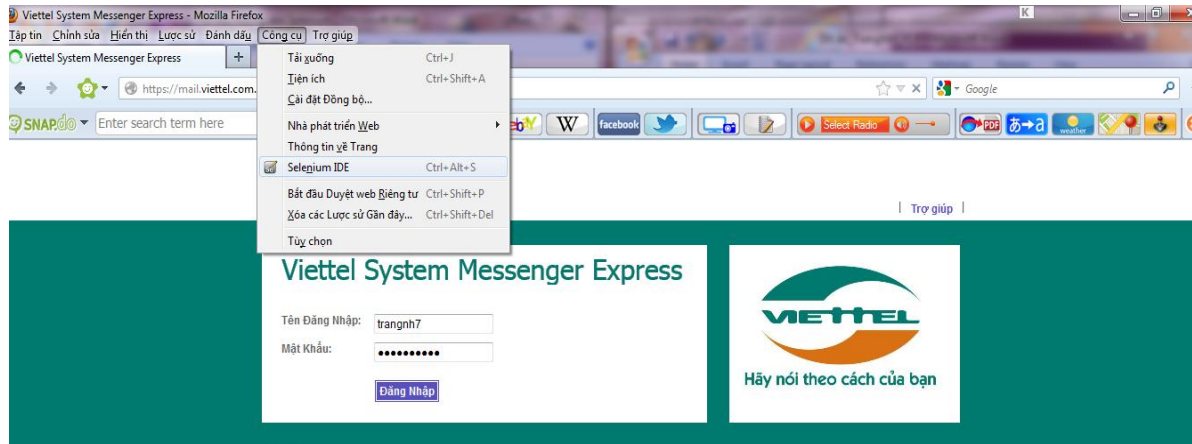 Viettel System Messenger Express - Mozilla Firefox
K
Tập tin Chỉnh sửa Hiển thị Lược sử Đánh dấu Công cụ Trợ giúp
Viettel System Messenger Express +
Tải xuống Ctrl+J
Tiện ích Ctrl+Shift+A
Cài đặt Đồng bộ...
Nhà phát triển Web
Thông tin về Trang
Selenium IDE Ctrl+Alt+S
Bắt đầu Duyệt web Riêng tư Ctrl+Shift+P
Xóa các Lược sử Gần đây... Ctrl+Shift+Del
Tùy chọn
https://mail.viettel.com.
Google
SNAP.do Enter search term here
W facebook Select Radio PDF あ→a weather
| Trợ giúp |
Viettel System Messenger Express
Tên Đăng Nhập: trangnh7
Mật Khẩu: ••••••••••
Đăng Nhập
VIETTEL
Hãy nói theo cách của bạn